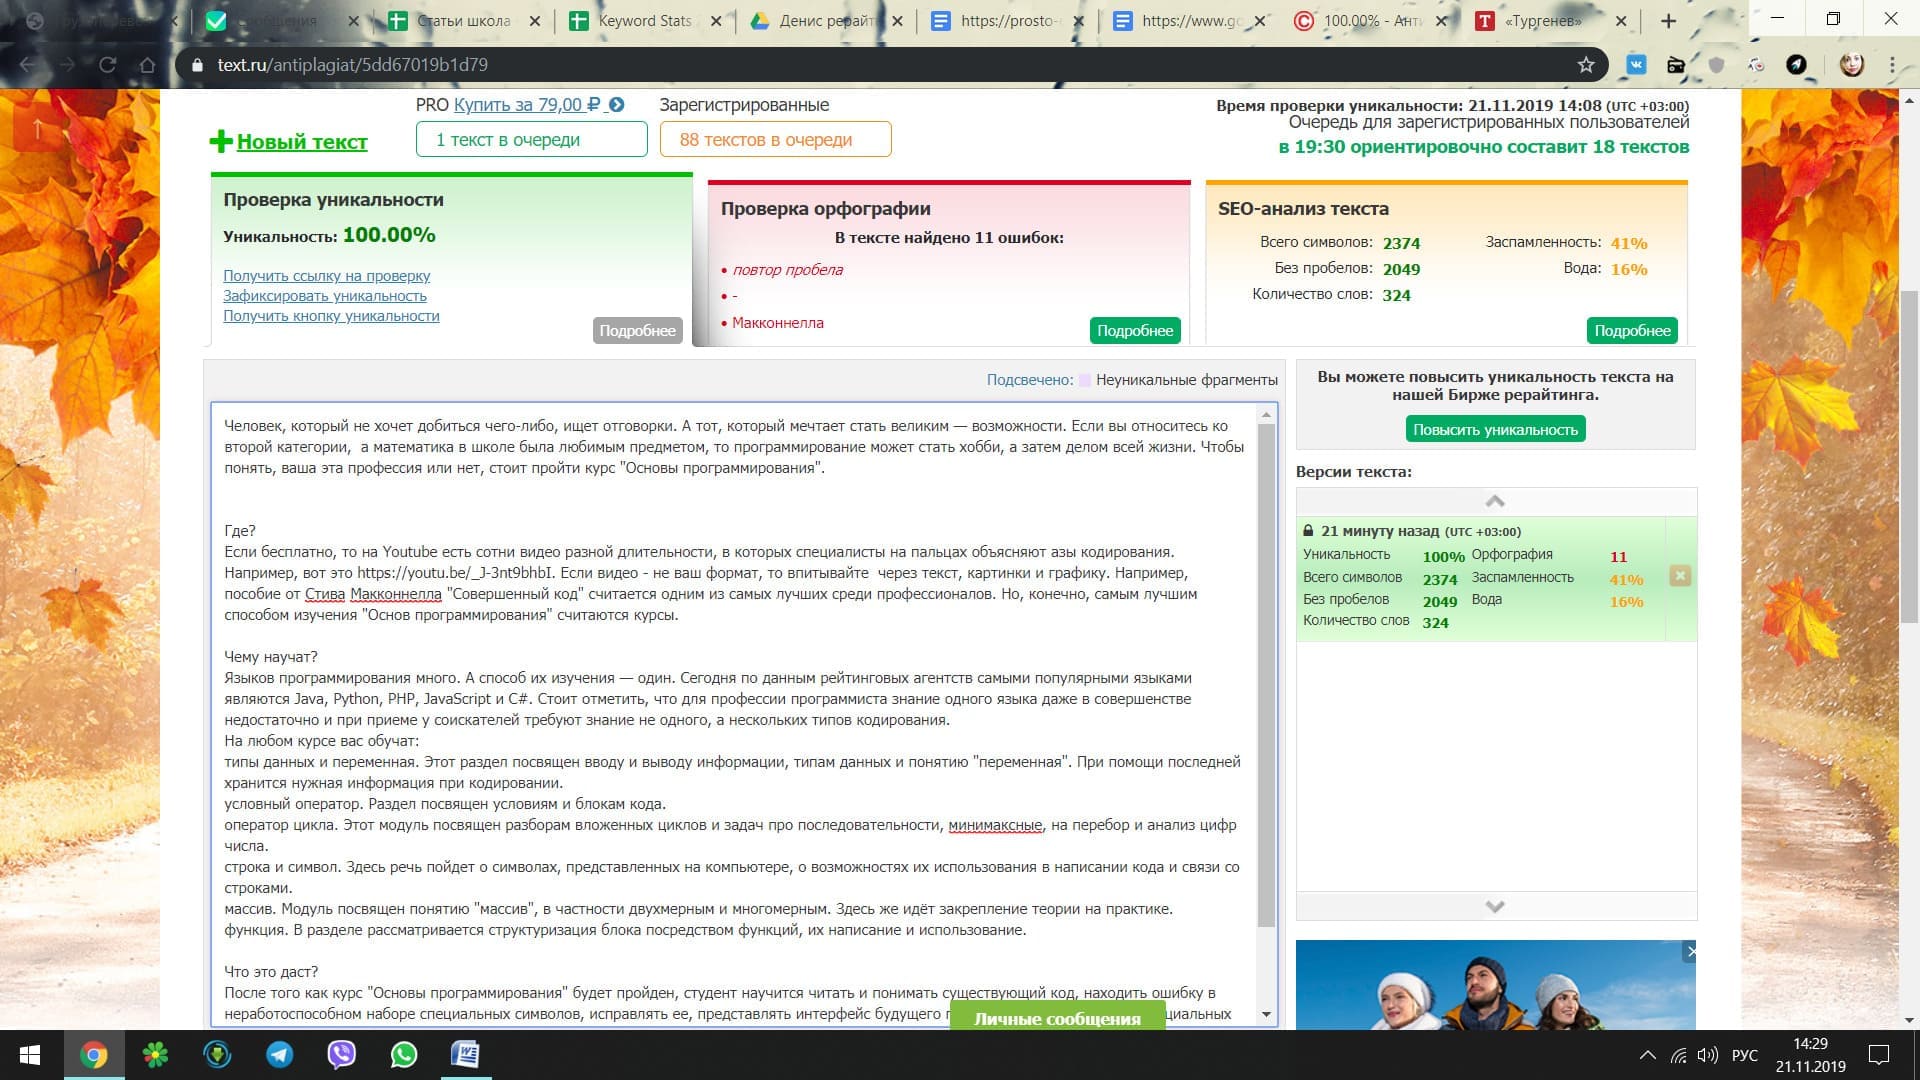 сообщения
Статьи школа
Keyword Stats
Денис рерайт
https://prosto-
https://www.go
100.00% - Анти
«Тургенев»
text.ru/antiplagiat/5dd67019b1d79
PRO Купить за 79,00 ₽
Зарегистрированные
Время проверки уникальности: 21.11.2019 14:08 (UTC +03:00)
Очередь для зарегистрированных пользователей
Новый текст
1 текст в очереди
88 текстов в очереди
в 19:30 ориентировочно составит 18 текстов
Проверка уникальности
Уникальность: 100.00%
Получить ссылку на проверку
Зафиксировать уникальность
Получить кнопку уникальности
Подробнее
Проверка орфографии
В тексте найдено 11 ошибок:
• повтор пробела
• -
• Макконнелла
Подробнее
SEO-анализ текста
Всего символов: 2374 Заспамленность: 41%
Без пробелов: 2049 Вода: 16%
Количество слов: 324
Подробнее
Подсвечено: Неуникальные фрагменты
Человек, который не хочет добиться чего-либо, ищет отговорки. А тот, который мечтает стать великим — возможности. Если вы относитесь ко
второй категории,  а математика в школе была любимым предметом, то программирование может стать хобби, а затем делом всей жизни. Чтобы
понять, ваша эта профессия или нет, стоит пройти курс "Основы программирования".
Где?
Если бесплатно, то на Youtube есть сотни видео разной длительности, в которых специалисты на пальцах объясняют азы кодирования.
Например, вот это https://youtu.be/_J-3nt9bhbI. Если видео - не ваш формат, то впитывайте  через текст, картинки и графику. Например,
пособие от Стива Макконнелла "Совершенный код" считается одним из самых лучших среди профессионалов. Но, конечно, самым лучшим
способом изучения "Основ программирования" считаются курсы.
Чему научат?
Языков программирования много. А способ их изучения — один. Сегодня по данным рейтинговых агентств самыми популярными языками
являются Java, Python, PHP, JavaScript и C#. Стоит отметить, что для профессии программиста знание одного языка даже в совершенстве
недостаточно и при приеме у соискателей требуют знание не одного, а нескольких типов кодирования.
На любом курсе вас обучат:
типы данных и переменная. Этот раздел посвящен вводу и выводу информации, типам данных и понятию "переменная". При помощи последней
хранится нужная информация при кодировании.
условный оператор. Раздел посвящен условиям и блокам кода.
оператор цикла. Этот модуль посвящен разборам вложенных циклов и задач про последовательности, минимаксные, на перебор и анализ цифр
числа.
строка и символ. Здесь речь пойдет о символах, представленных на компьютере, о возможностях их использования в написании кода и связи со
строками.
массив. Модуль посвящен понятию "массив", в частности двухмерным и многомерным. Здесь же идёт закрепление теории на практике.
функция. В разделе рассматривается структуризация блока посредством функций, их написание и использование.
Что это даст?
После того как курс "Основы программирования" будет пройден, студент научится читать и понимать существующий код, находить ошибку в
неработоспособном наборе специальных символов, исправлять ее, представлять интерфейс будущего
Личные сообщения
Вы можете повысить уникальность текста на
нашей Бирже рерайтинга.
Повысить уникальность
Версии текста:
21 минуту назад (UTC +03:00)
Уникальность 100% Орфография 11
Всего символов 2374 Заспамленность 41%
Без пробелов 2049 Вода 16%
Количество слов 324
РУС
14:29
21.11.2019